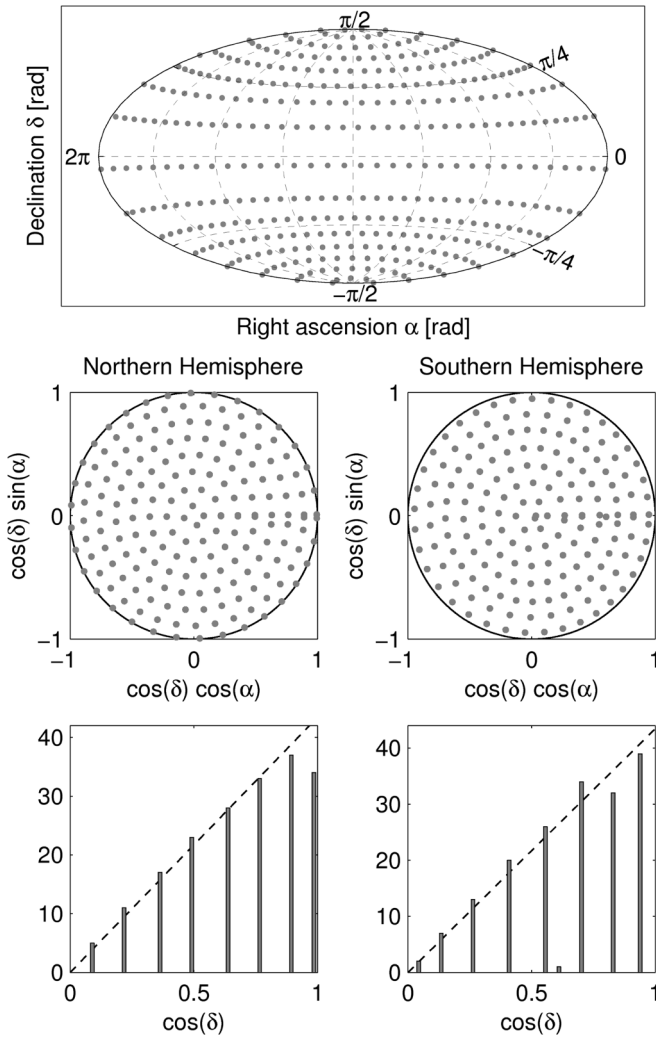 π/2
π/4
Declination δ [rad]
2π
0
−π/4
−π/2
Right ascension α [rad]
Northern Hemisphere
Southern Hemisphere
1
1
cos(δ) sin(α)
0
cos(δ) sin(α)
0
−1
−1
−1
0
1
−1
0
1
cos(δ) cos(α)
cos(δ) cos(α)
40
30
20
10
0
0
0.5
1
cos(δ)
40
30
20
10
0
0
0.5
1
cos(δ)